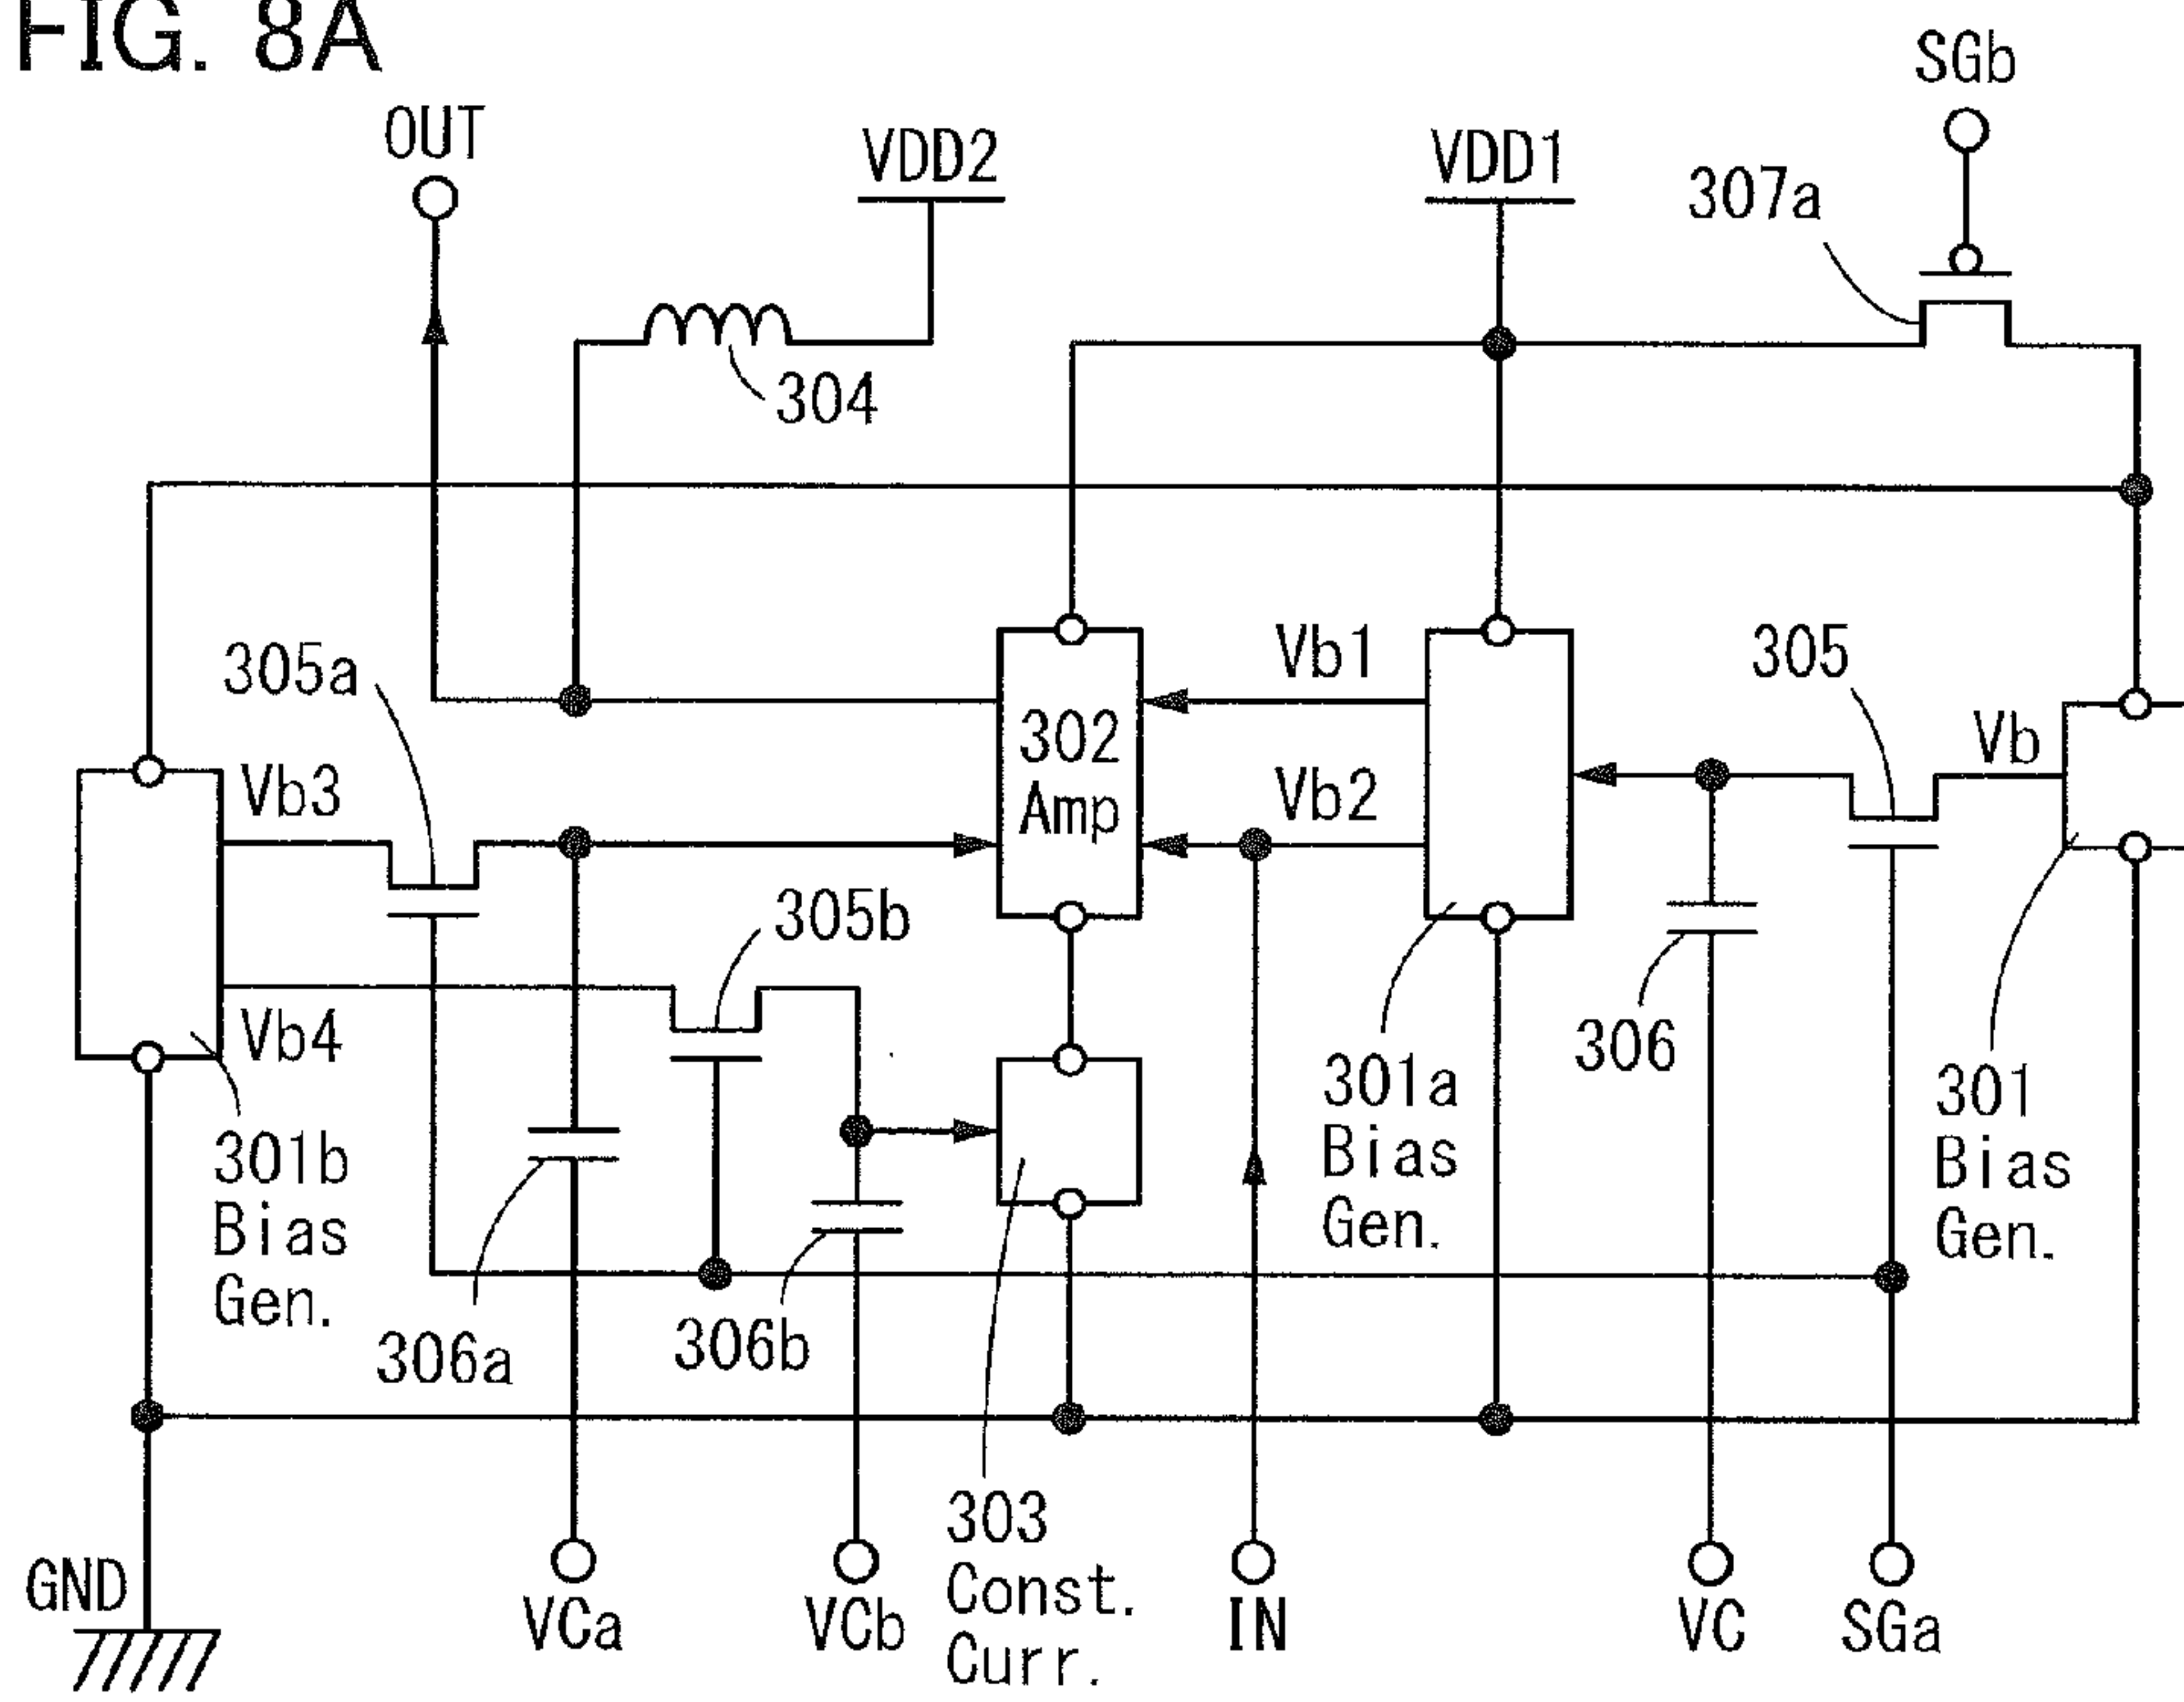 FIG. 8A
SGb
OUT
VDD2
VDD1
307a
304
305a
Vb1
305
302
Amp
Vb
Vb3
Vb2
305b
Vb4
306
301a
Bias
Gen.
301
Bias
Gen.
301b
Bias
Gen.
306a
306b
303
Const.
Curr.
GND
VCa
VCb
IN
VC
SGa